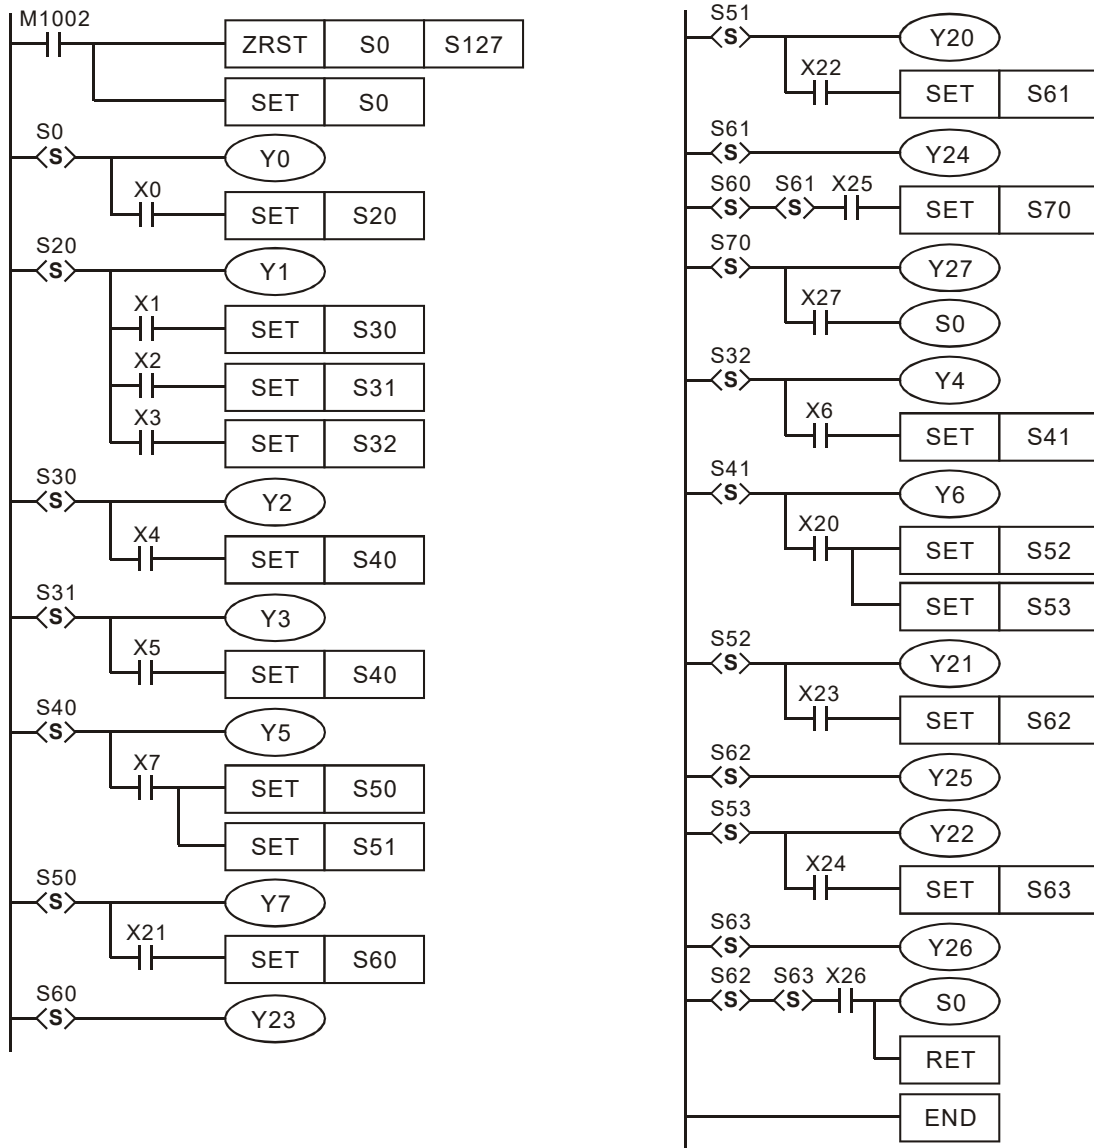 M1002
ZRST S0 S127
SET S0
S0
S Y0
X0
SET S20
S20
S Y1
X1
SET S30
X2
SET S31
X3
SET S32
S30
S Y2
X4
SET S40
S31
S Y3
X5
SET S40
S40
S Y5
X7
SET S50
SET S51
S50
S Y7
X21
SET S60
S60
S Y23
S51
S Y20
X22
SET S61
S61
S Y24
S60 S61 X25
S S SET S70
S70
S Y27
X27
S0
S32
S Y4
X6
SET S41
S41
S Y6
X20
SET S52
SET S53
S52
S Y21
X23
SET S62
S62
S Y25
S53
S Y22
X24
SET S63
S63
S Y26
S62 S63 X26
S S S0
RET
END